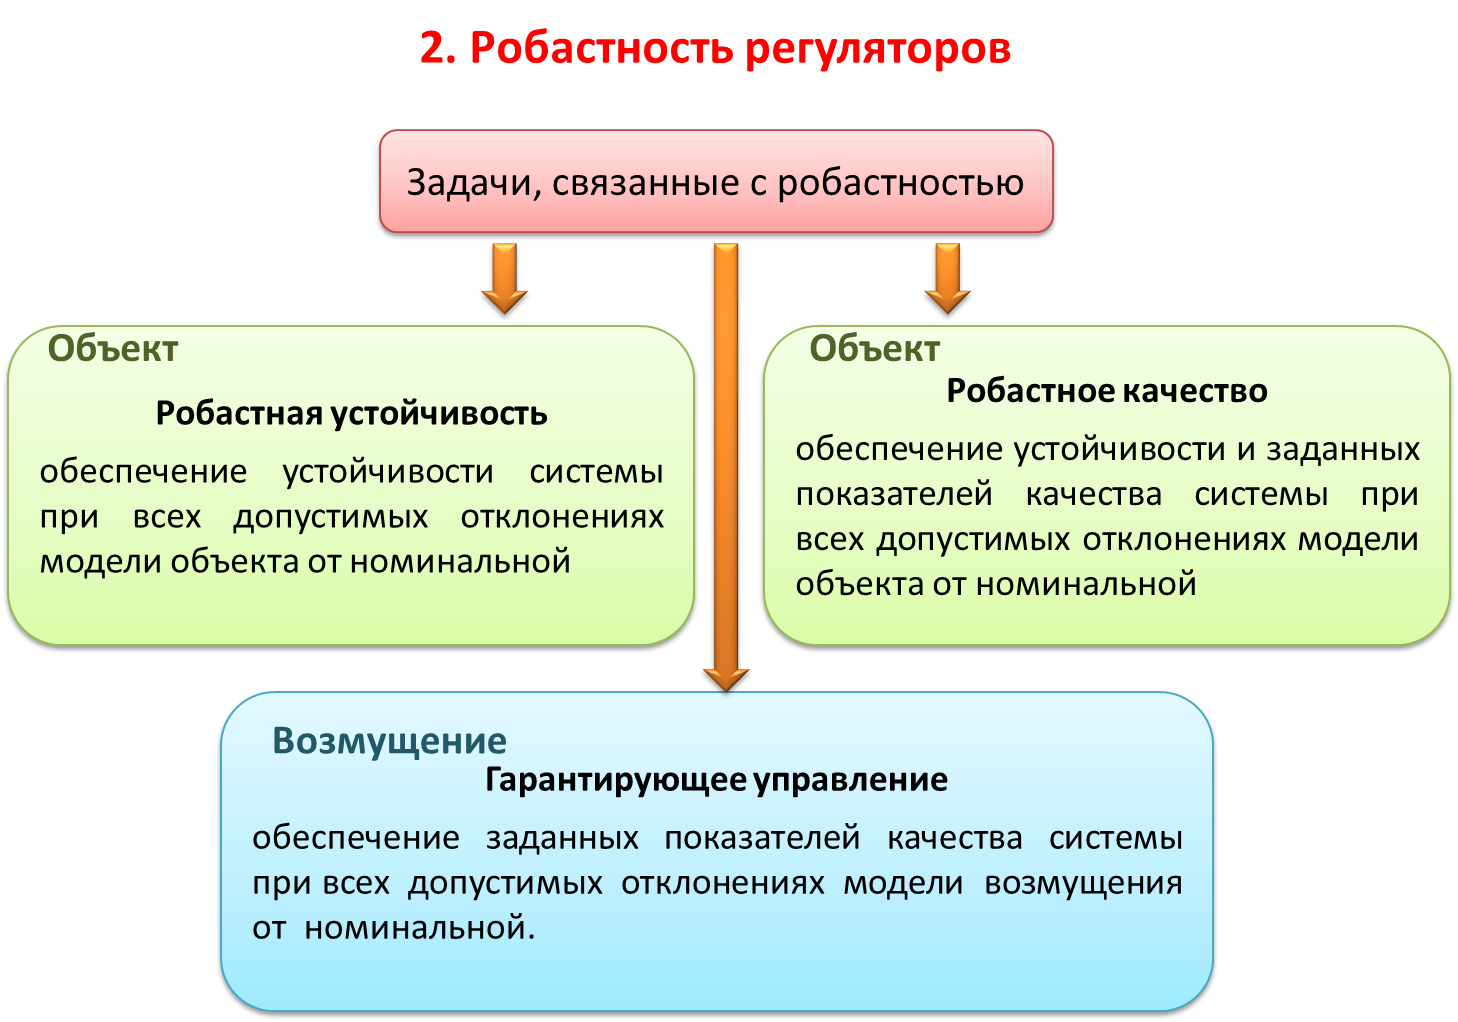 2. Робастность регуляторов
Задачи, связанные с робастностью
Объект
Робастная устойчивость
обеспечение устойчивости системы
при всех допустимых отклонениях
модели объекта от номинальной
Объект
Робастное качество
обеспечение устойчивости и заданных
показателей качества системы при
всех допустимых отклонениях модели
объекта от номинальной
Возмущение
Гарантирующее управление
обеспечение заданных показателей качества системы
при всех допустимых отклонениях модели возмущения
от номинальной.